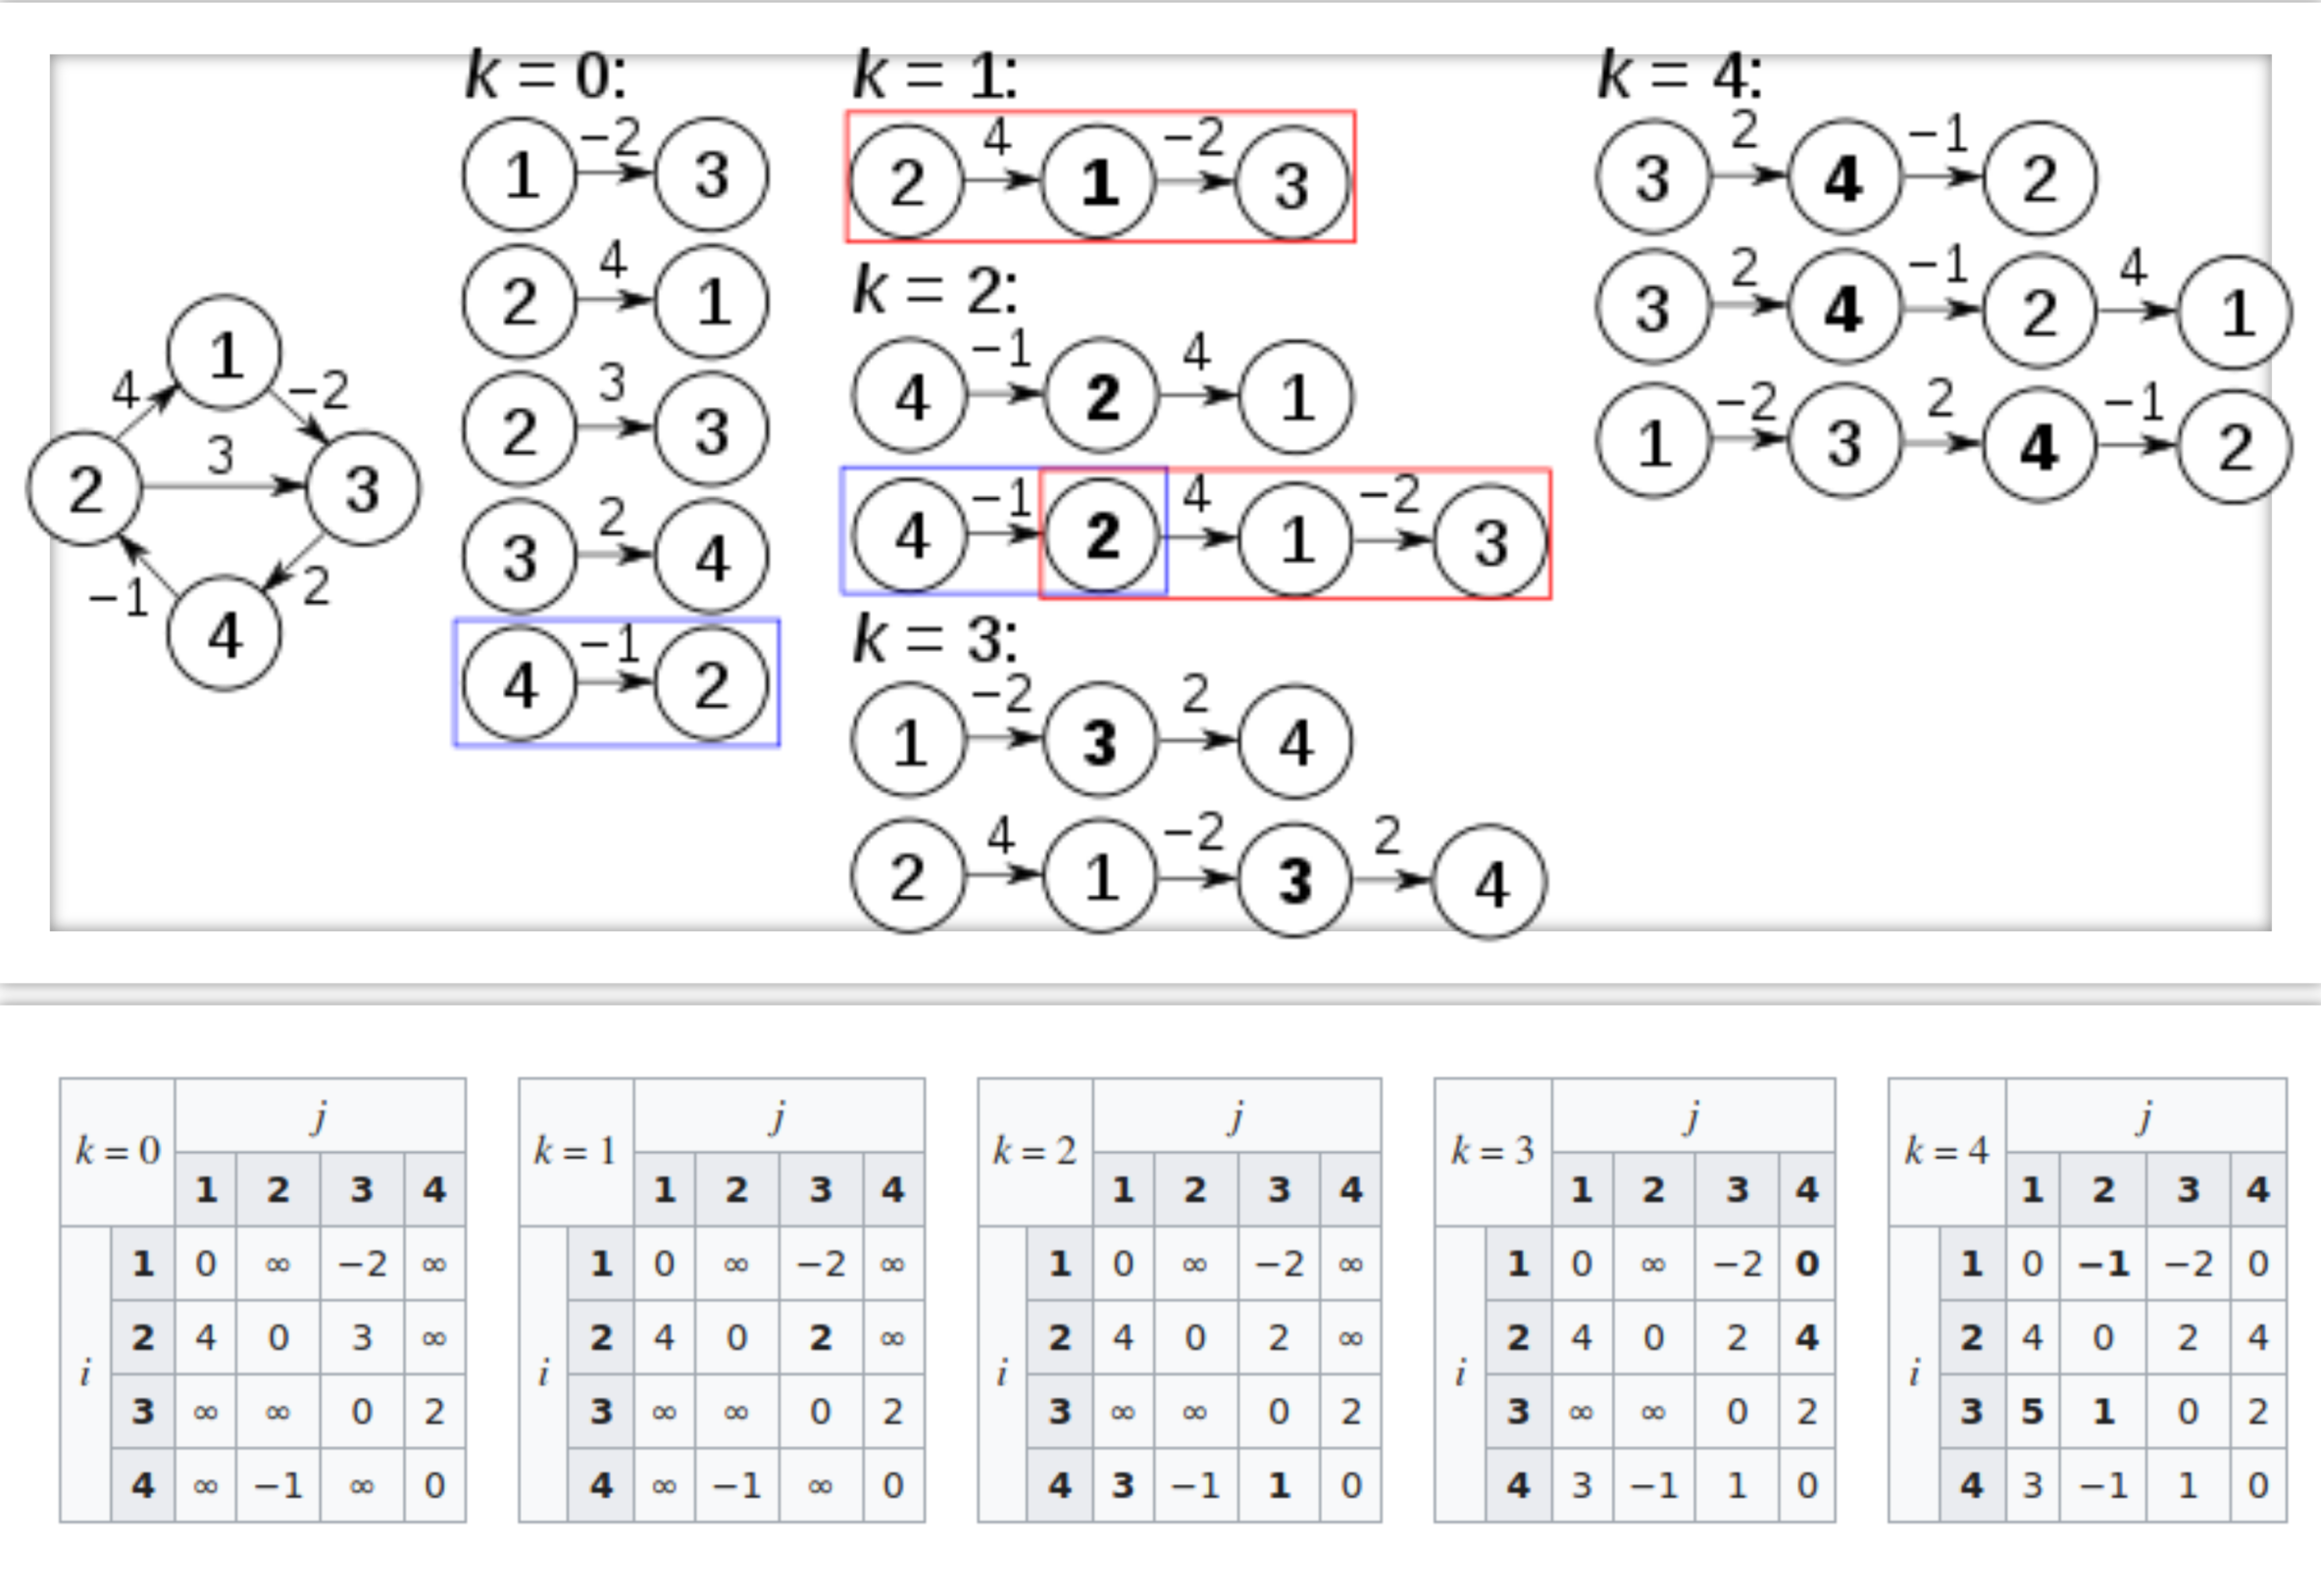 k = 0:
1 −2 3
2 4 1
2 3 3
3 2 4
4 −1 2
k = 1:
2 4 1 −2 3
k = 2:
4 −1 2 4 1
4 −1 2 4 1 −2 3
k = 3:
1 −2 3 2 4
2 4 1 −2 3 2 4
k = 4:
3 2 4 −1 2
3 2 4 −1 2 4 1
1 −2 3 2 4 −1 2
1
4 −2
2 3 3
−1 2
4
k = 0 j
1 2 3 4
i
1 0 ∞ −2 ∞
2 4 0 3 ∞
3 ∞ ∞ 0 2
4 ∞ −1 ∞ 0
k = 1 j
1 2 3 4
i
1 0 ∞ −2 ∞
2 4 0 2 ∞
3 ∞ ∞ 0 2
4 ∞ −1 ∞ 0
k = 2 j
1 2 3 4
i
1 0 ∞ −2 ∞
2 4 0 2 ∞
3 ∞ ∞ 0 2
4 3 −1 1 0
k = 3 j
1 2 3 4
i
1 0 ∞ −2 0
2 4 0 2 4
3 ∞ ∞ 0 2
4 3 −1 1 0
k = 4 j
1 2 3 4
i
1 0 −1 −2 0
2 4 0 2 4
3 5 1 0 2
4 3 −1 1 0